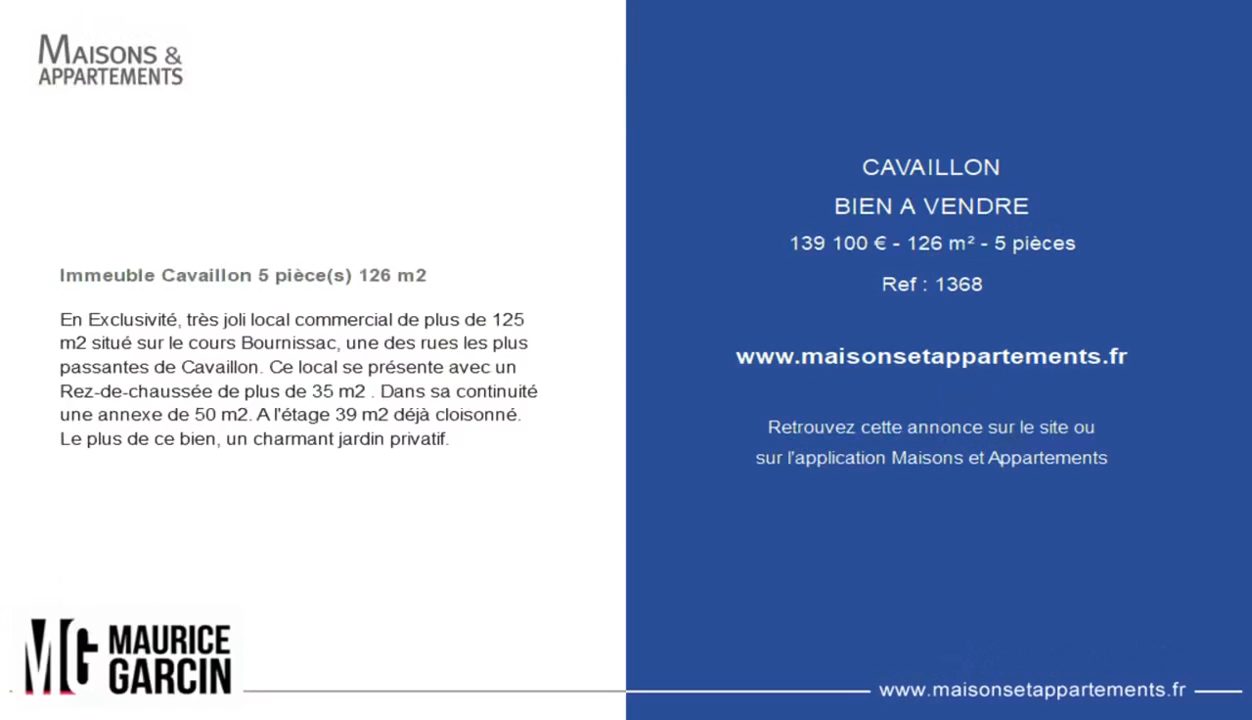 MAISONS &
APPARTEMENTS
Immeuble Cavaillon 5 pièce(s) 126 m2
En Exclusivité, très joli local commercial de plus de 125
m2 situé sur le cours Bournissac, une des rues les plus
passantes de Cavaillon. Ce local se présente avec un
Rez-de-chaussée de plus de 35 m2 . Dans sa continuité
une annexe de 50 m2. A l'étage 39 m2 déjà cloisonné.
Le plus de ce bien, un charmant jardin privatif.
MG MAURICE
GARCIN
CAVAILLON
BIEN A VENDRE
139 100 € - 126 m² - 5 pièces
Ref : 1368
www.maisonsetappartements.fr
Retrouvez cette annonce sur le site ou
sur l'application Maisons et Appartements
www.maisonsetappartements.fr